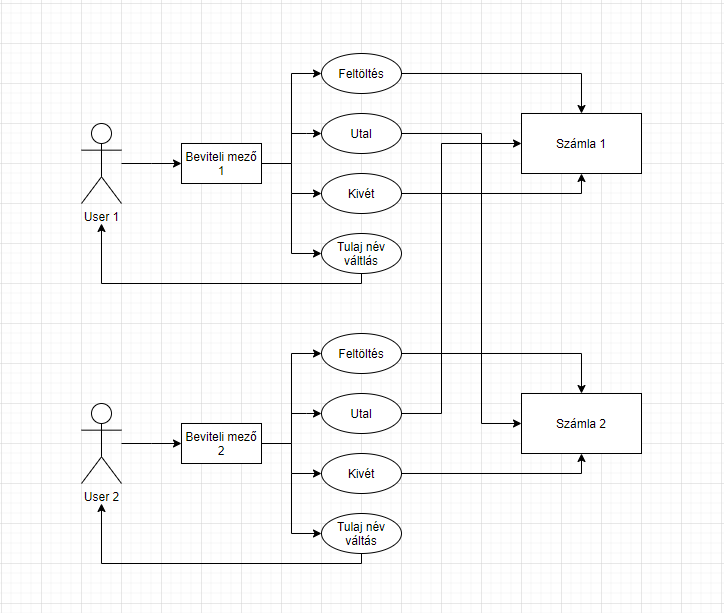 Feltöltés
Utal
Számla 1
Beviteli mező
1
Kivét
User 1
Tulaj név
váltlás
Feltöltés
Utal
Számla 2
Beviteli mező
2
Kivét
User 2
Tulaj név
váltás